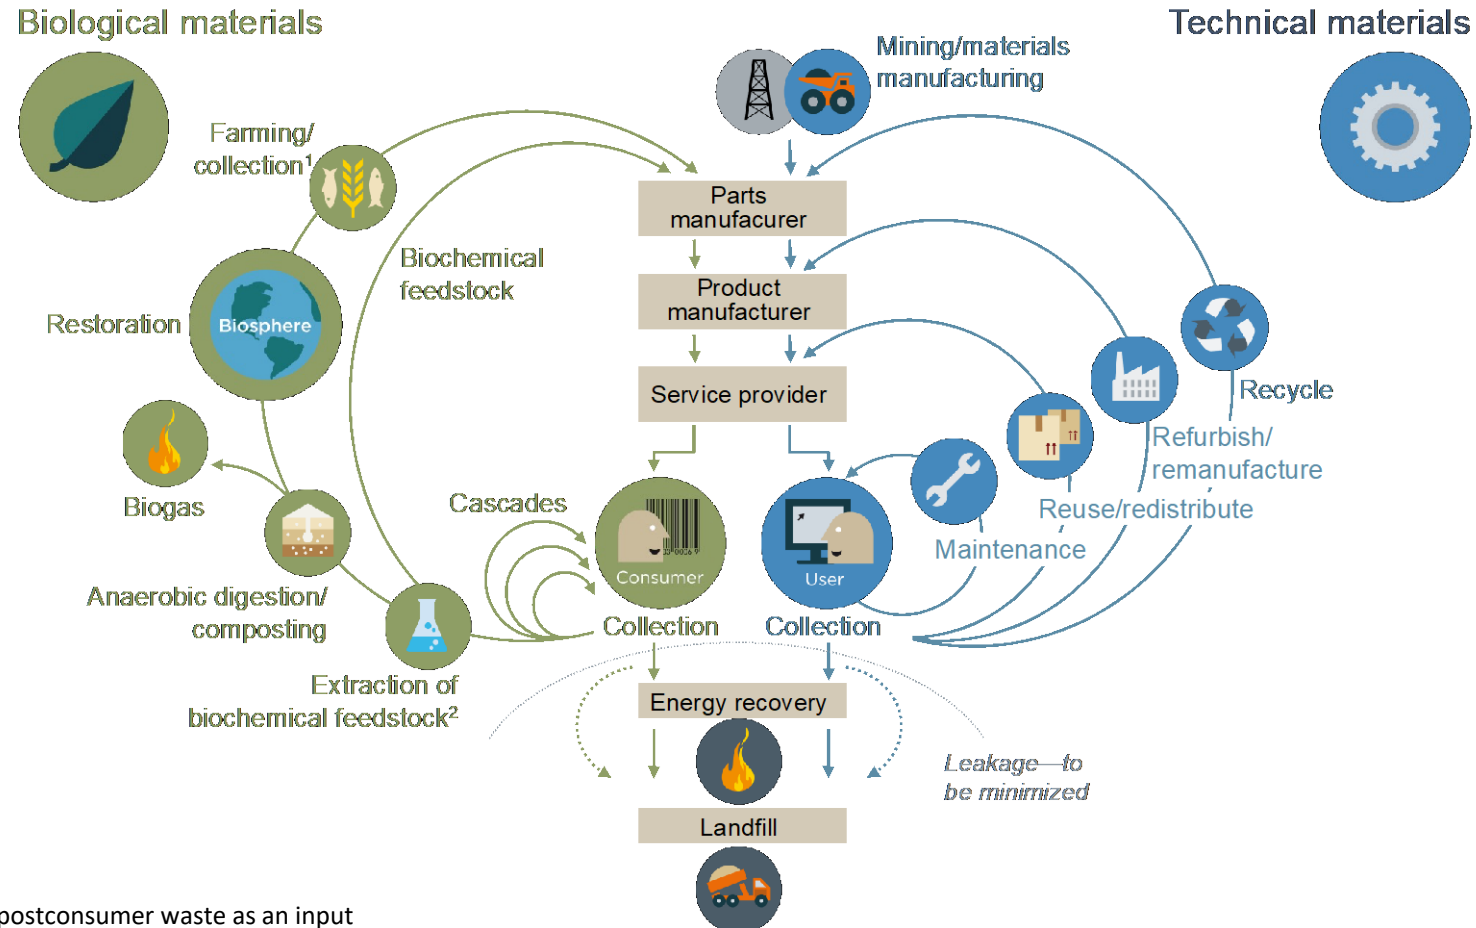 Biological materials
Technical materials
Mining/materials
manufacturing
Farming/
collection¹
Parts
manufacurer
Biochemical
feedstock
Product
manufacturer
Restoration
Biosphere
Service provider
Recycle
Refurbish/
remanufacture
Biogas
Cascades
Reuse/redistribute
Maintenance
Consumer
User
Anaerobic digestion/
composting
Collection
Collection
Extraction of
biochemical feedstock²
Energy recovery
Leakage—to
be minimized
Landfill
postconsumer waste as an input